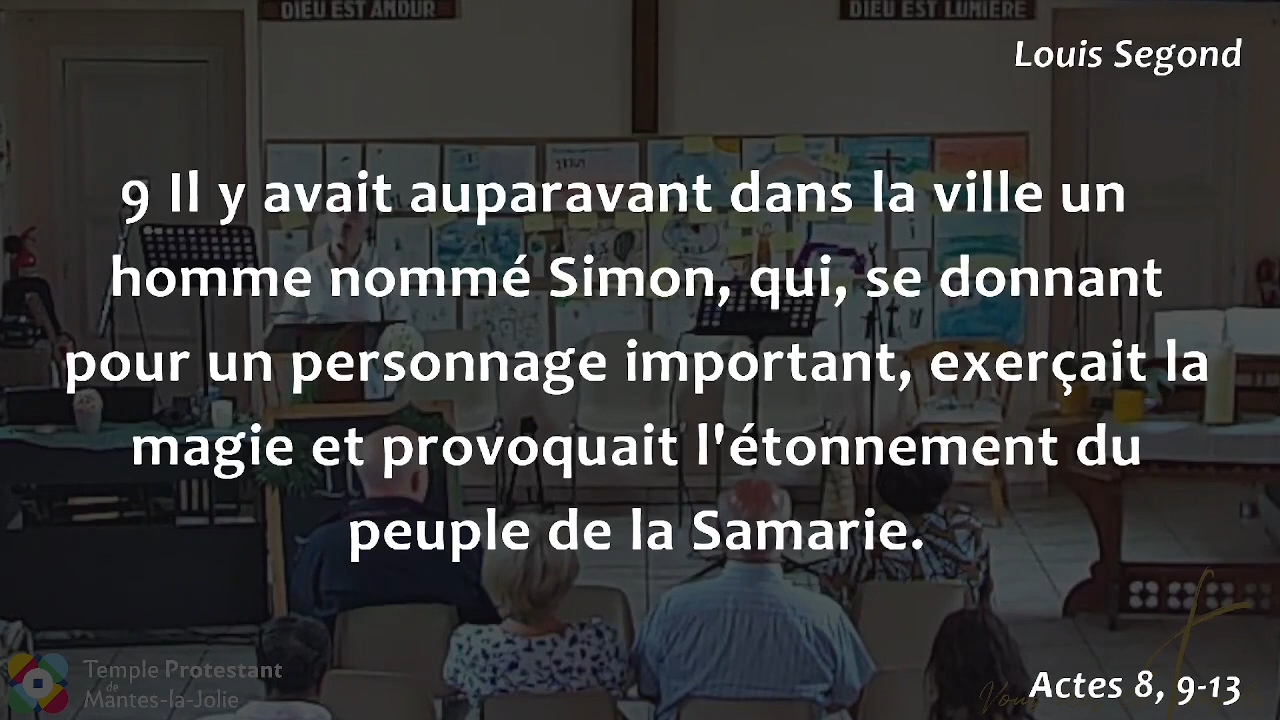 DIEU EST AMOUR
DIEU EST LUMIERE
Louis Segond
9 Il y avait auparavant dans la ville un
homme nommé Simon, qui, se donnant
pour un personnage important, exerçait la
magie et provoquait l'étonnement du
peuple de la Samarie.
Temple Protestant
de
Mantes-la-Jolie
Actes 8, 9-13